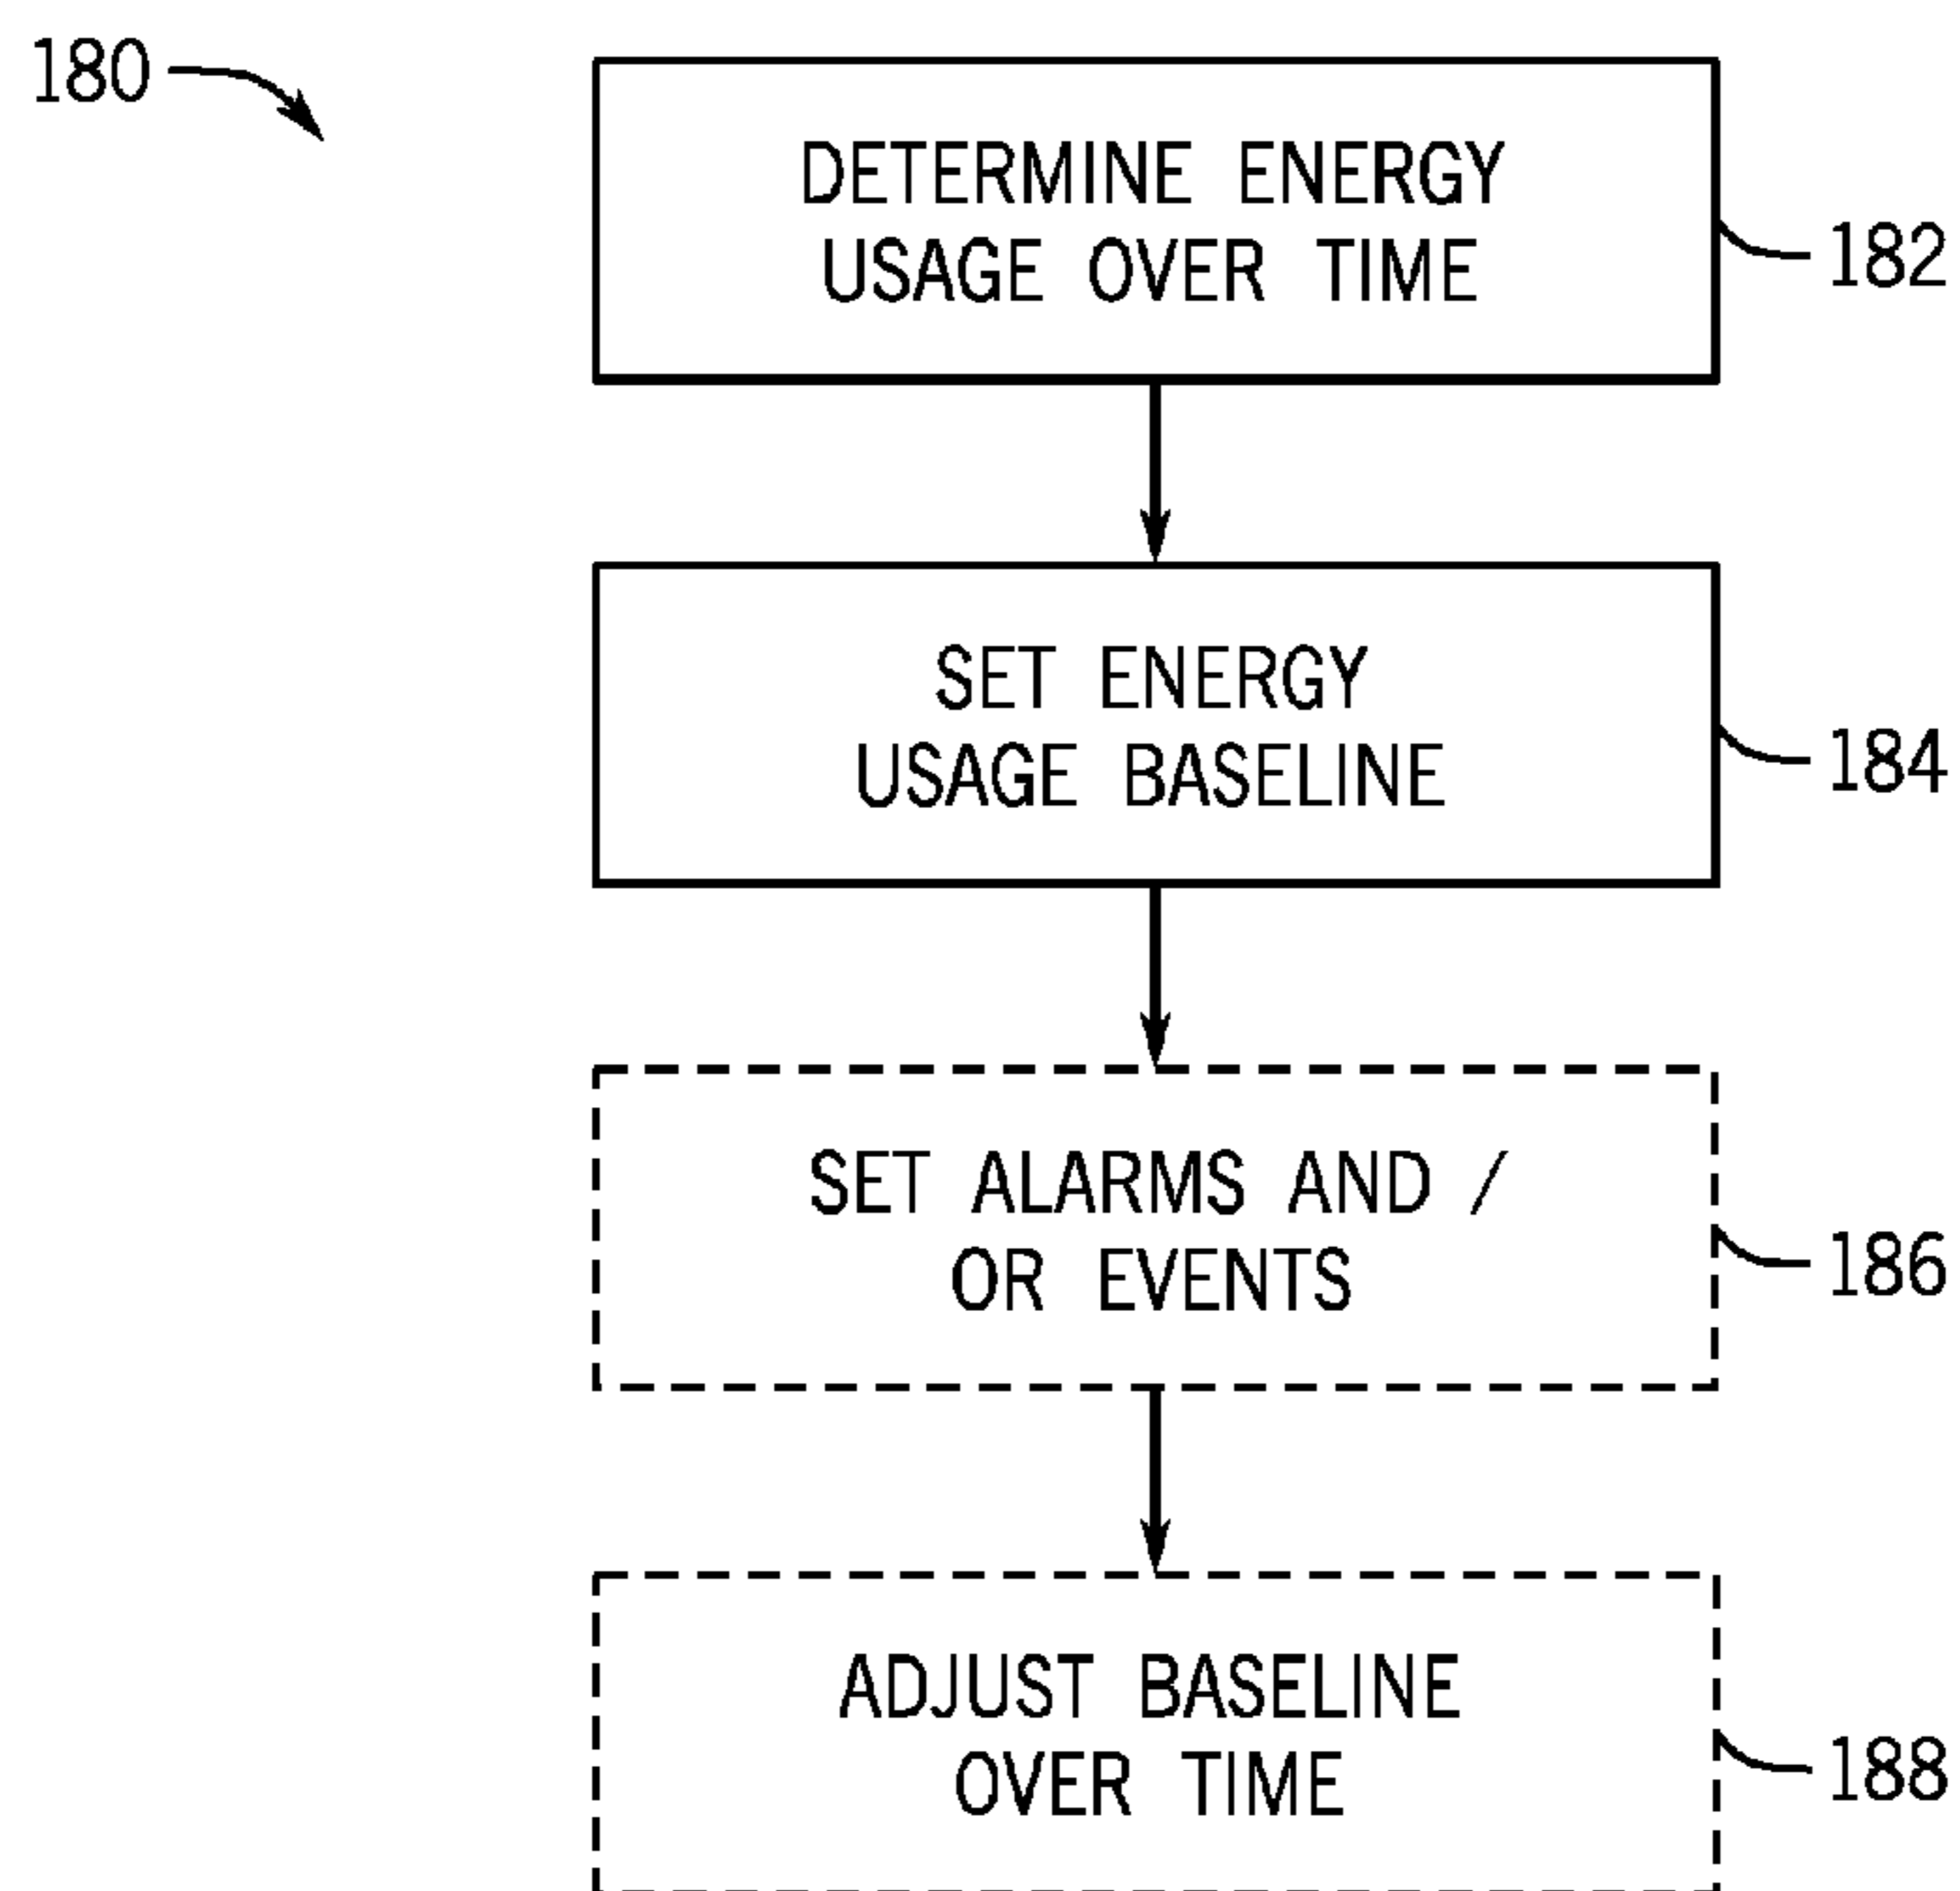 180
DETERMINE ENERGY
USAGE OVER TIME
182
SET ENERGY
USAGE BASELINE
184
SET ALARMS AND /
OR EVENTS
186
ADJUST BASELINE
OVER TIME
188